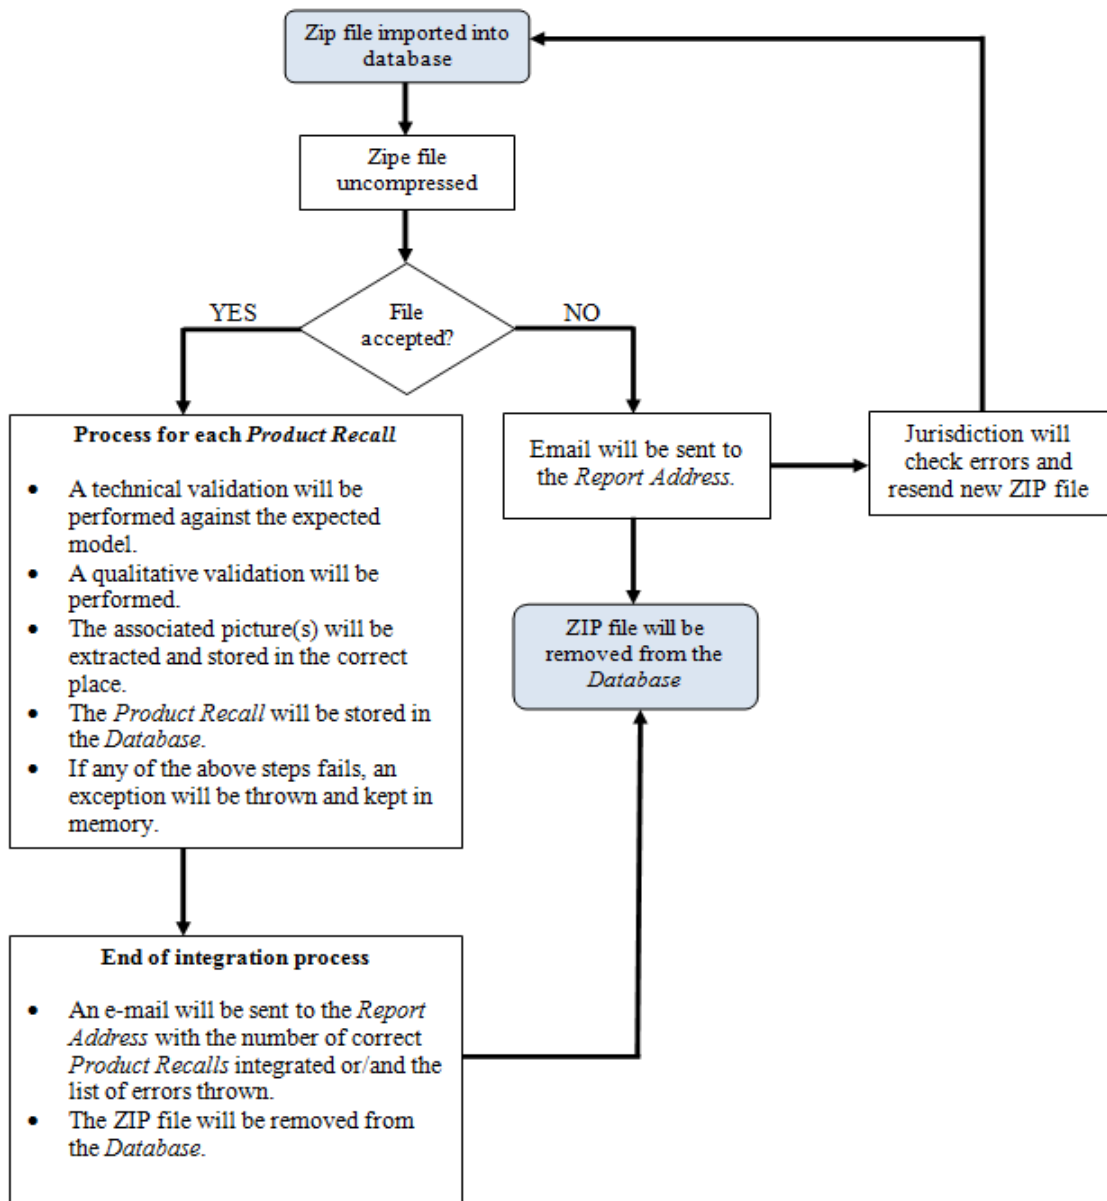 Zip file imported into
database
Zipe file
uncompressed
File
accepted?
YES
NO
Process for each Product Recall
• A technical validation will be
performed against the expected
model.
• A qualitative validation will be
performed.
• The associated picture(s) will be
extracted and stored in the correct
place.
• The Product Recall will be stored in
the Database.
• If any of the above steps fails, an
exception will be thrown and kept in
memory.
Email will be sent to
the Report Address.
Jurisdiction will
check errors and
resend new ZIP file
ZIP file will be
removed from the
Database
End of integration process
• An e-mail will be sent to the Report
Address with the number of correct
Product Recalls integrated or/and the
list of errors thrown.
• The ZIP file will be removed from
the Database.